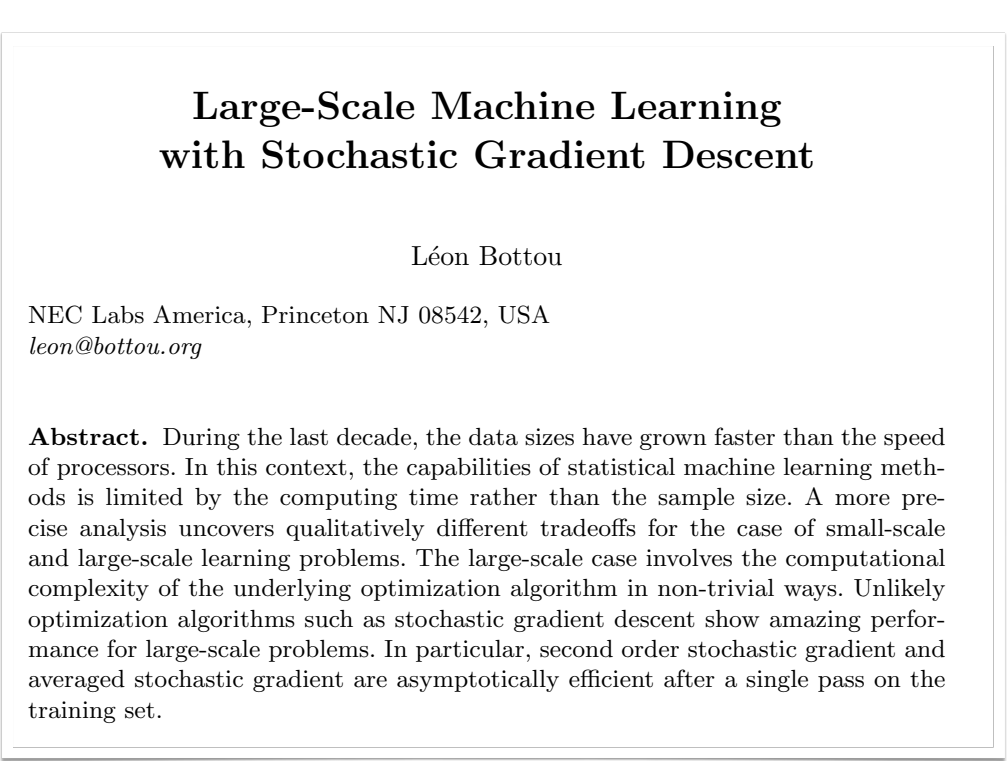 Large-Scale Machine Learning
with Stochastic Gradient Descent
Léon Bottou
NEC Labs America, Princeton NJ 08542, USA
leon@bottou.org
Abstract. During the last decade, the data sizes have grown faster than the speed
of processors. In this context, the capabilities of statistical machine learning meth-
ods is limited by the computing time rather than the sample size. A more pre-
cise analysis uncovers qualitatively different tradeoffs for the case of small-scale
and large-scale learning problems. The large-scale case involves the computational
complexity of the underlying optimization algorithm in non-trivial ways. Unlikely
optimization algorithms such as stochastic gradient descent show amazing perfor-
mance for large-scale problems. In particular, second order stochastic gradient and
averaged stochastic gradient are asymptotically efficient after a single pass on the
training set.